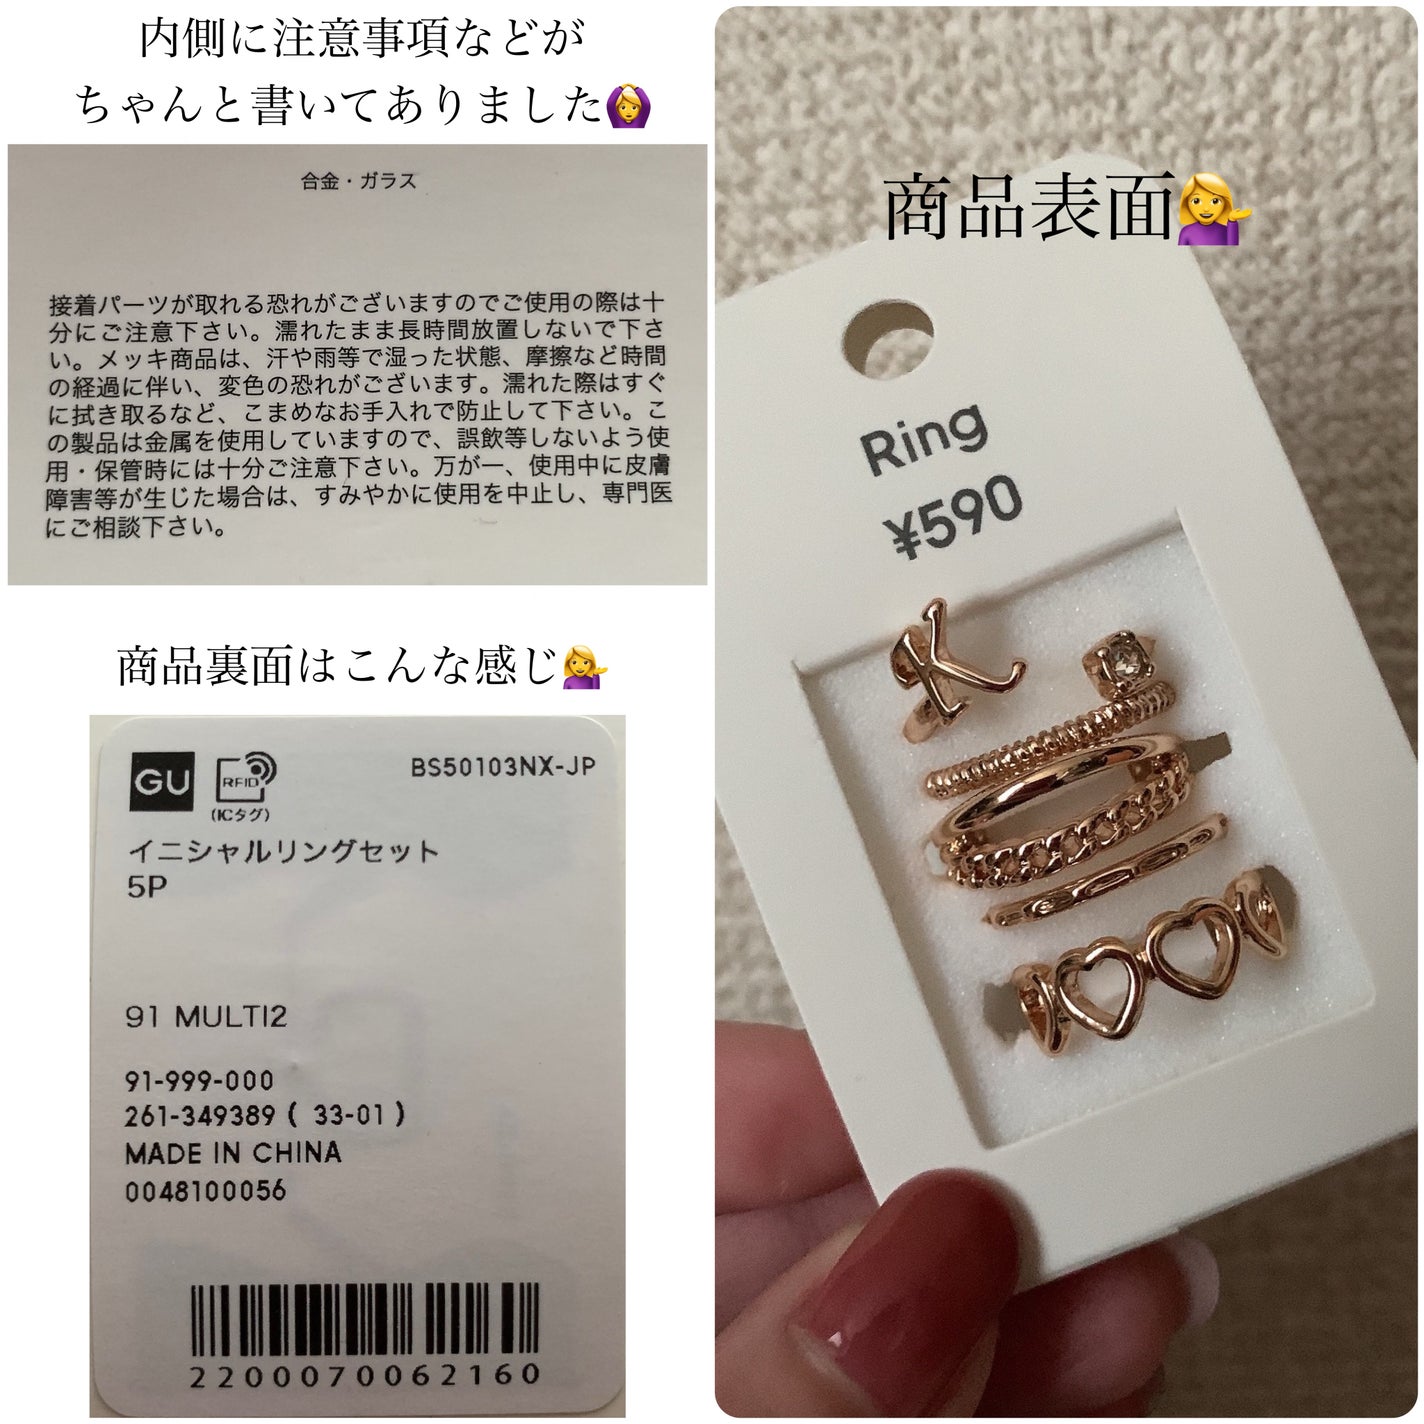 内側に注意事項などが
ちゃんと書いてありました🙆‍♀️
合金・ガラス
接着パーツが取れる恐れがございますのでご使用の際は十
分にご注意下さい。濡れたまま長時間放置しないで下さ
い。メッキ商品は、汗や雨等で湿った状態、摩擦など時間
の経過に伴い、変色の恐れがございます。濡れた際はすぐ
に拭き取るなど、こまめなお手入れで防止して下さい。こ
の製品は金属を使用していますので、誤飲等しないよう使
用・保管時には十分ご注意下さい。万が一、使用中に皮膚
障害等が生じた場合は、すみやかに使用を中止し、専門医
にご相談下さい。
商品裏面はこんな感じ💁‍♀️
GU
RFID
(ICタグ)
BS50103NX-JP
イニシャルリングセット
5P
91 MULTI2
91-999-000
261-349389 ( 33-01 )
MADE IN CHINA
0048100056
2200070062160
商品表面💁‍♀️
Ring
¥590
K